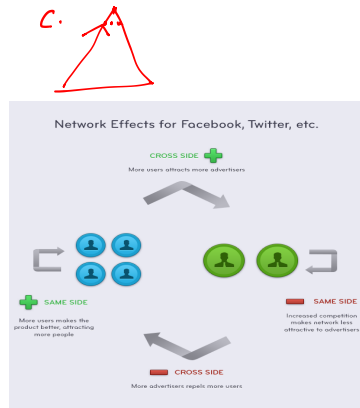 C.
Network Effects for Facebook, Twitter, etc.
CROSS SIDE
More users attracts more advertisers
SAME SIDE
More users makes the
product better, attracting
more people
SAME SIDE
Increased competition
makes network less
attractive to advertisers
CROSS SIDE
More advertisers repels more users